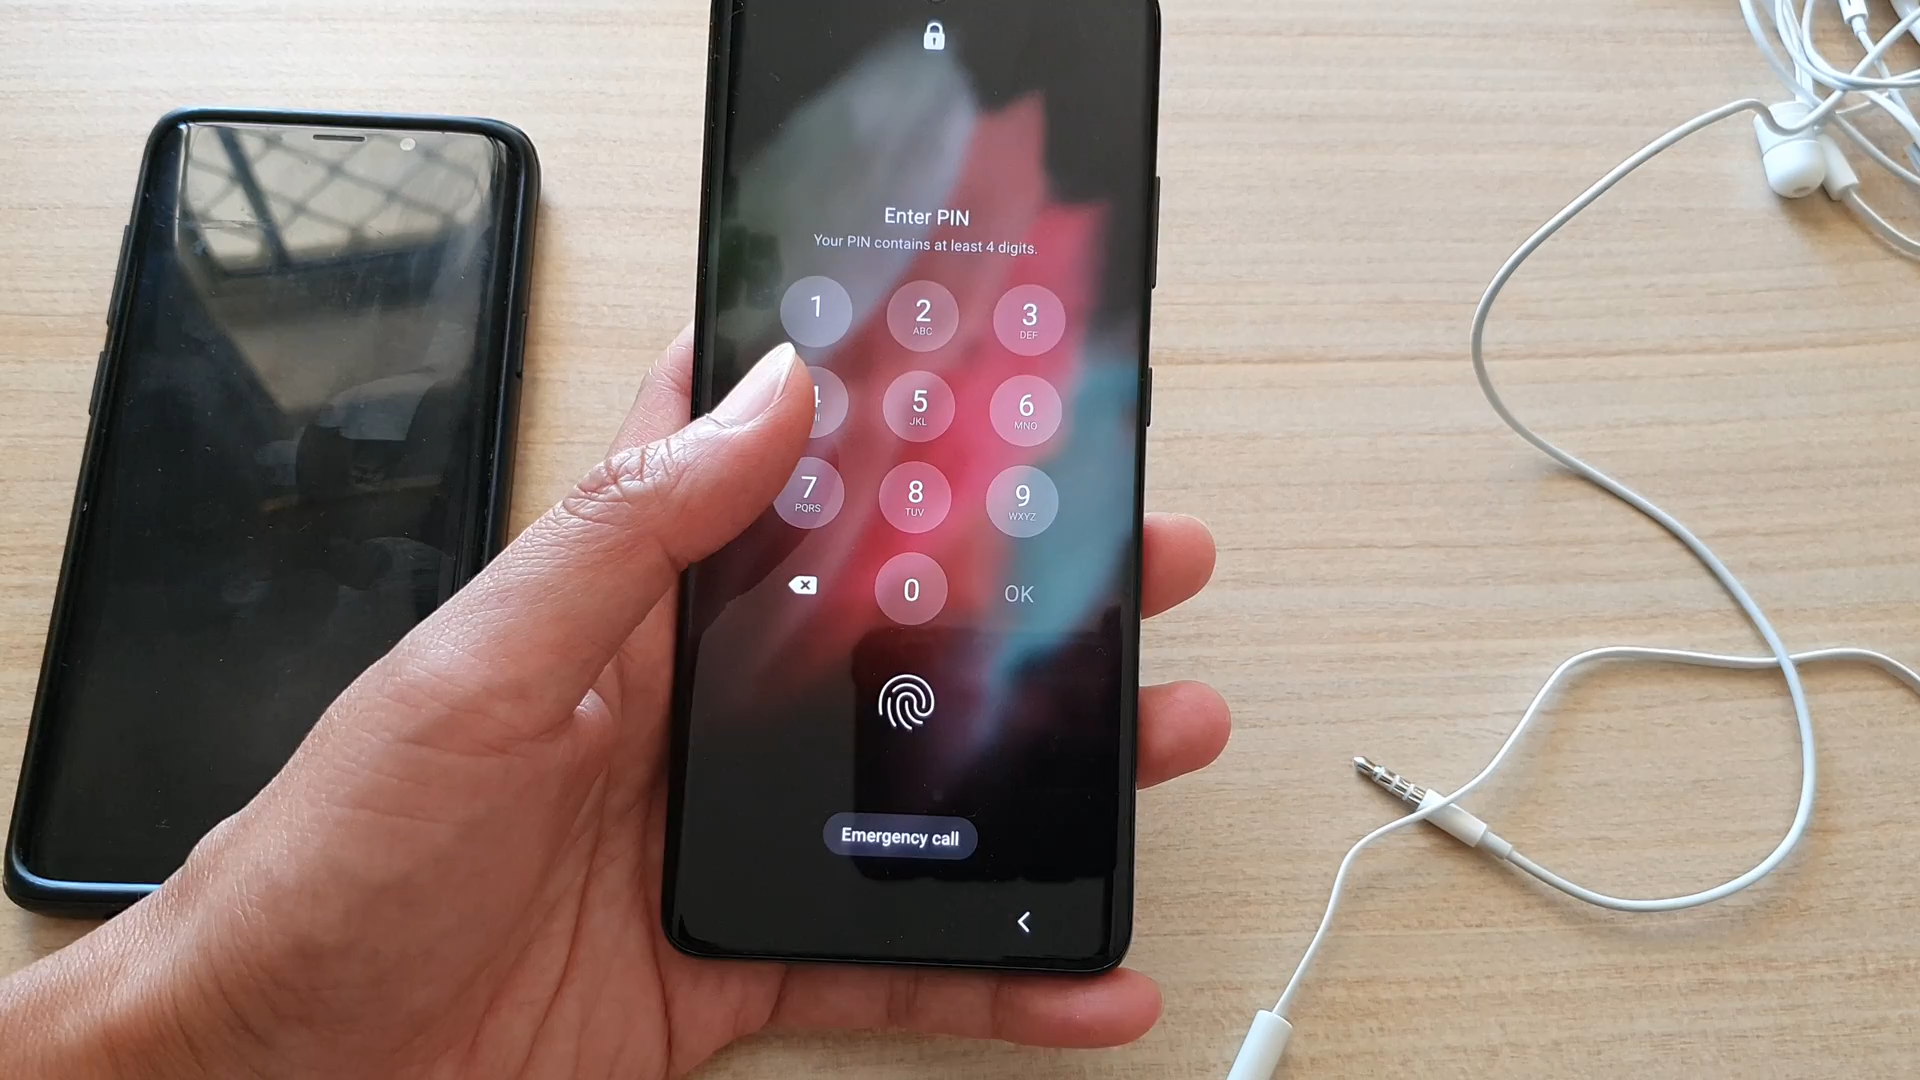 Enter PIN
Your PIN contains at least 4 digits.
1 2 3
ABC DEF
4 5 6
JKL MNO
7 8 9
PQRS TUV WXYZ
0 OK
Emergency call